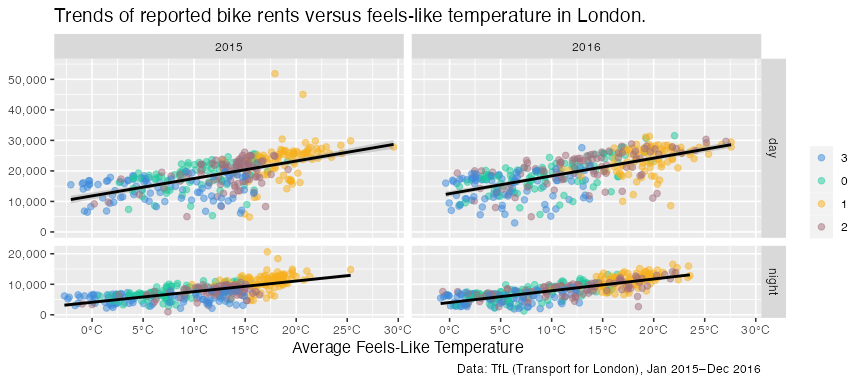 Trends of reported bike rents versus feels-like temperature in London.
2015 2016
50,000
40,000
30,000
20,000
10,000
0
day
3
0
1
2
20,000
10,000
0
night
0°C 5°C 10°C 15°C 20°C 25°C 30°C 0°C 5°C 10°C 15°C 20°C 25°C 30°C
Average Feels-Like Temperature
Data: TfL (Transport for London), Jan 2015–Dec 2016